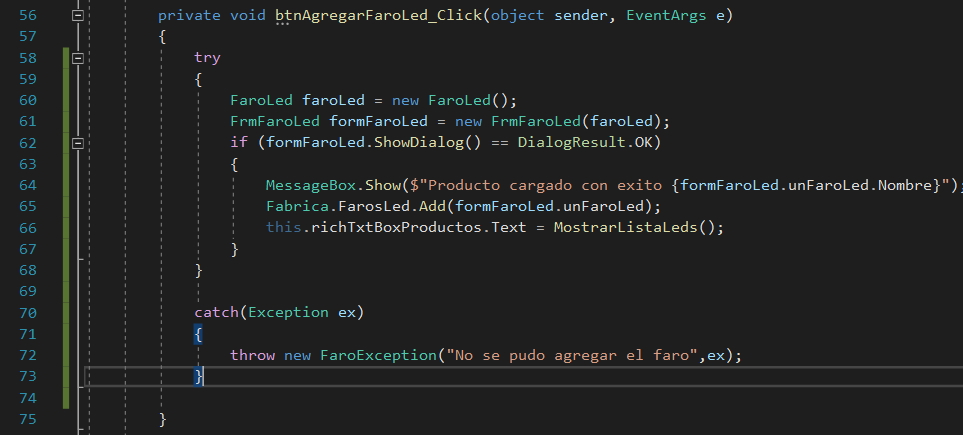 56 private void btnAgregarFaroLed_Click(object sender, EventArgs e)
57 {
58 try
59 {
60 FaroLed faroLed = new FaroLed();
61 FrmFaroLed formFaroLed = new FrmFaroLed(faroLed);
62 if (formFaroLed.ShowDialog() == DialogResult.OK)
63 {
64 MessageBox.Show($"Producto cargado con exito {formFaroLed.unFaroLed.Nombre}");
65 Fabrica.FarosLed.Add(formFaroLed.unFaroLed);
66 this.richTxtBoxProductos.Text = MostrarListaLeds();
67 }
68 }
69
70 catch(Exception ex)
71 {
72 throw new FaroException("No se pudo agregar el faro",ex);
73 }
74
75 }